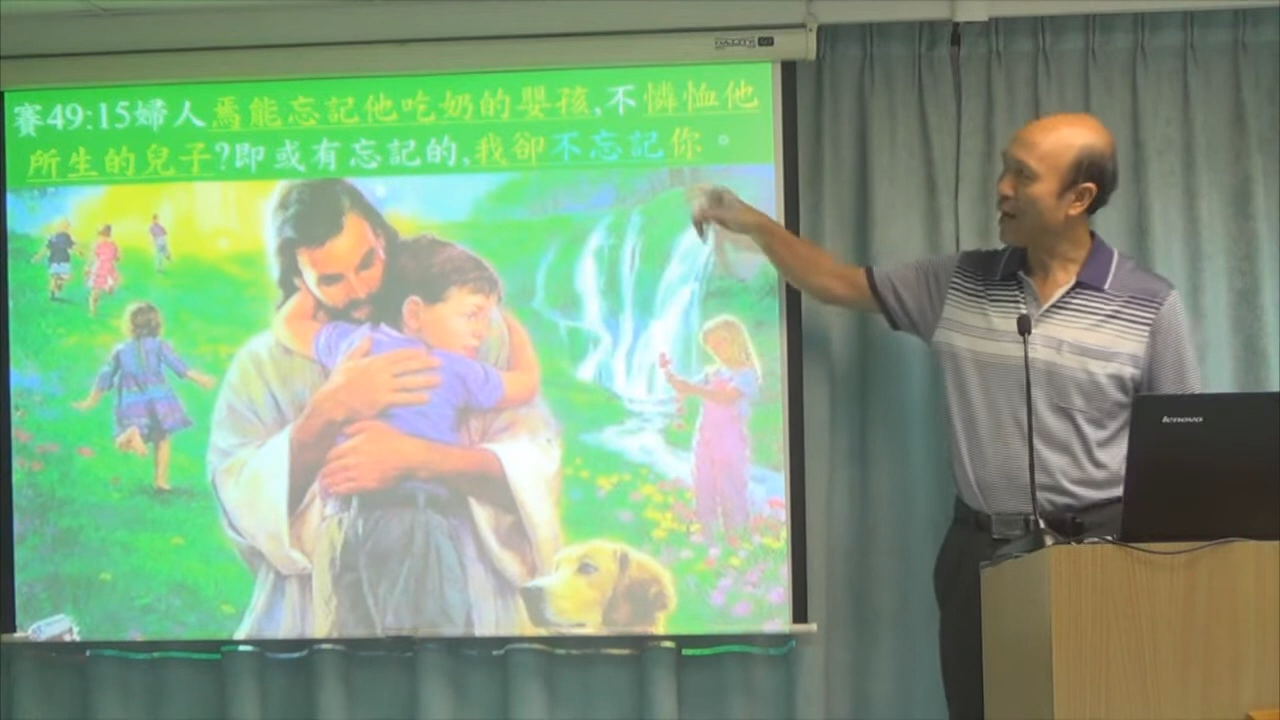 賽49:15婦人焉能忘記他吃奶的嬰孩,不憐恤他
所生的兒子?即或有忘記的,我卻不忘記你。
lenovo